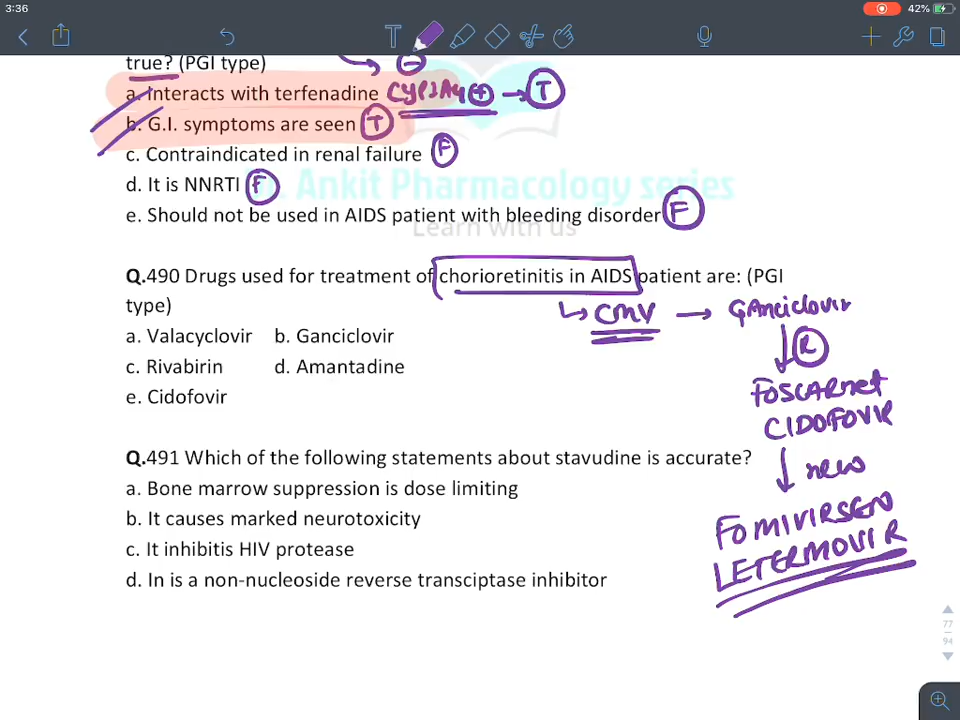 3:36
42%
T
true? (PGI type)
a. Interacts with terfenadine CYP3A4 + → T
b. G.I. symptoms are seen T
c. Contraindicated in renal failure F
d. It is NNRTI F
Dr. Ankit Pharmacology series
e. Should not be used in AIDS patient with bleeding disorder F
Learn with us
Q.490 Drugs used for treatment of chorioretinitis in AIDS patient are: (PGI
type)
CMV → GANciclovir
a. Valacyclovir b. Ganciclovir
R
c. Rivabirin d. Amantadine
FOSCARnet
e. Cidofovir
CIDOFOVIR
Q.491 Which of the following statements about stavudine is accurate?
new
a. Bone marrow suppression is dose limiting
b. It causes marked neurotoxicity
FOMIVIRSEN
c. It inhibitis HIV protease
LETERMOVIR
d. In is a non-nucleoside reverse transciptase inhibitor
77
94